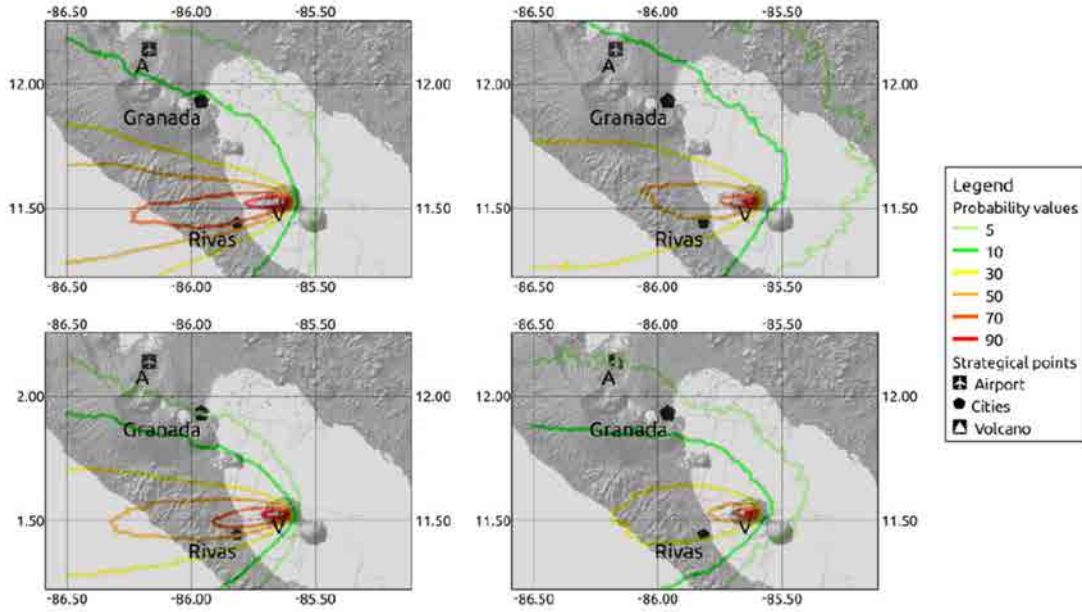 -86.50 -86.00 -85.50 -86.50 -86.00 -85.50
A A
12.00 12.00 12.00
Granada Granada
11.50 11.50 11.50
V V
Rivas Rivas
-86.50 -86.00 -85.50 -86.50 -86.00 -85.50
-86.50 -86.00 -85.50 -86.50 -86.00 -85.50
A A
2.00 12.00 12.00
Granada Granada
1.50 11.50 11.50
V V
Rivas Rivas
-86.50 -86.00 -85.50 -86.50 -86.00 -85.50
Legend
Probability values
5
10
30
50
70
90
Strategical points
Airport
Cities
Volcano